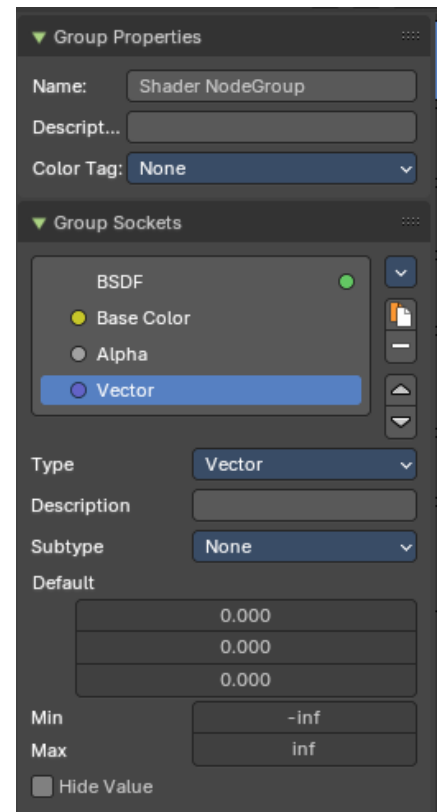 Group Properties
Name: Shader NodeGroup
Descript...
Color Tag: None
Group Sockets
BSDF
Base Color
Alpha
Vector
Type Vector
Description
Subtype None
Default
0.000
0.000
0.000
Min -inf
Max inf
Hide Value